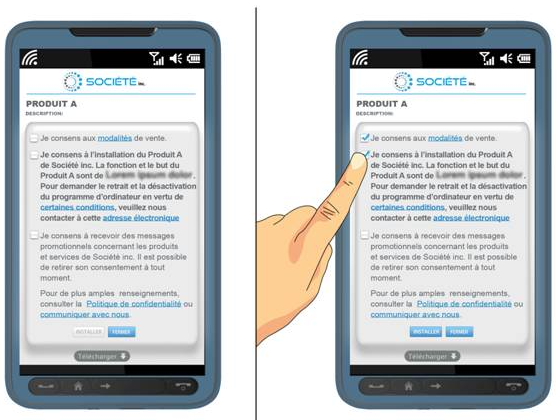 SOCIÉTÉ INC.
PRODUIT A
DESCRIPTION:
Je consens aux modalités de vente.
Je consens à l'installation du Produit A
de Société inc. La fonction et le but du
Produit A sont de Lorem ipsum dolor.
Pour demander le retrait et la désactivation
du programme d'ordinateur en vertu de
certaines conditions, veuillez nous
contacter à cette adresse électronique
Je consens à recevoir des messages
promotionnels concernant les produits
et services de Société inc. Il est possible
de retirer son consentement à tout
moment.
Pour de plus amples renseignements,
consulter la Politique de confidentialité ou
communiquer avec nous.
INSTALLER FERMER
Télécharger
SOCIÉTÉ INC.
PRODUIT A
DESCRIPTION:
Je consens aux modalités de vente.
Je consens à l'installation du Produit A
de Société inc. La fonction et le but du
Produit A sont de Lorem ipsum dolor.
Pour demander le retrait et la désactivation
du programme d'ordinateur en vertu de
certaines conditions, veuillez nous
contacter à cette adresse électronique
Je consens à recevoir des messages
promotionnels concernant les produits
et services de Société inc. Il est possible
de retirer son consentement à tout
moment.
Pour de plus amples renseignements,
consulter la Politique de confidentialité ou
communiquer avec nous.
INSTALLER FERMER
Télécharger